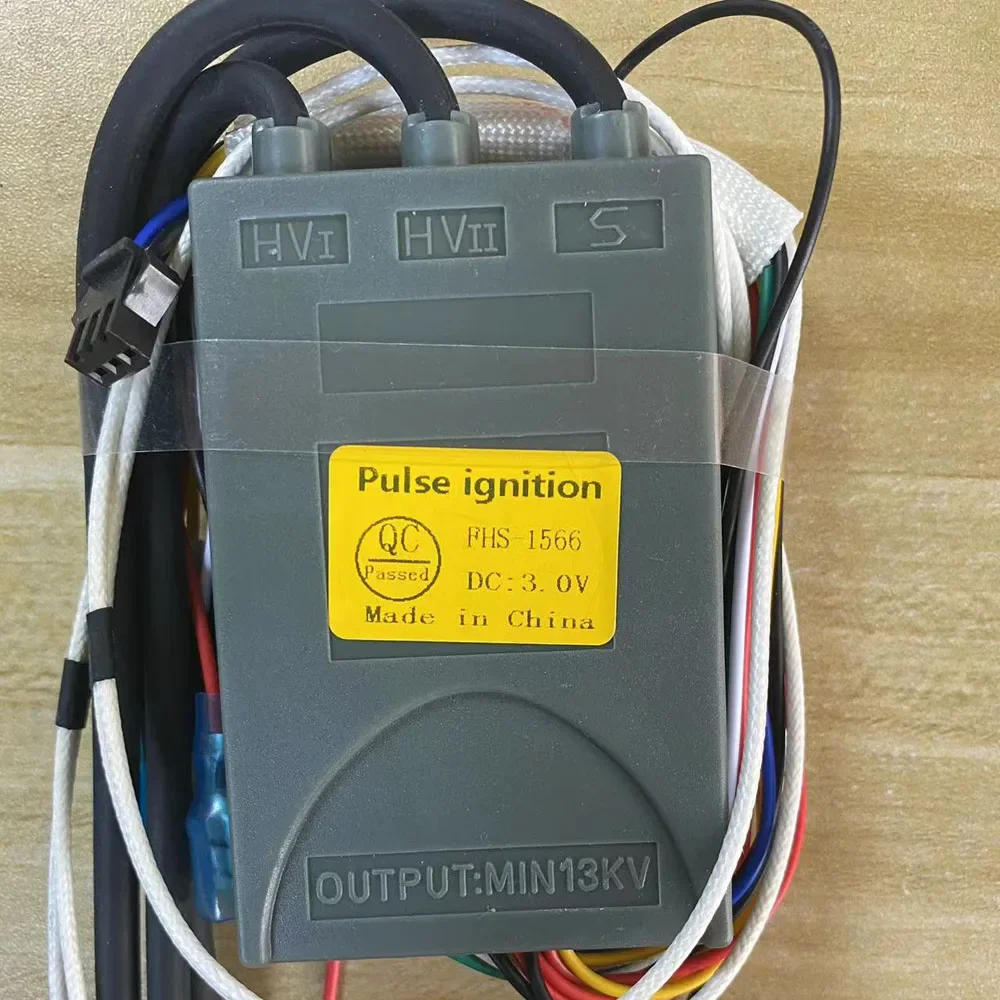 HVI HVII S
Pulse ignition
QC
Passed
FHS-1566
DC:3.0V
Made in China
OUTPUT:MIN13KV